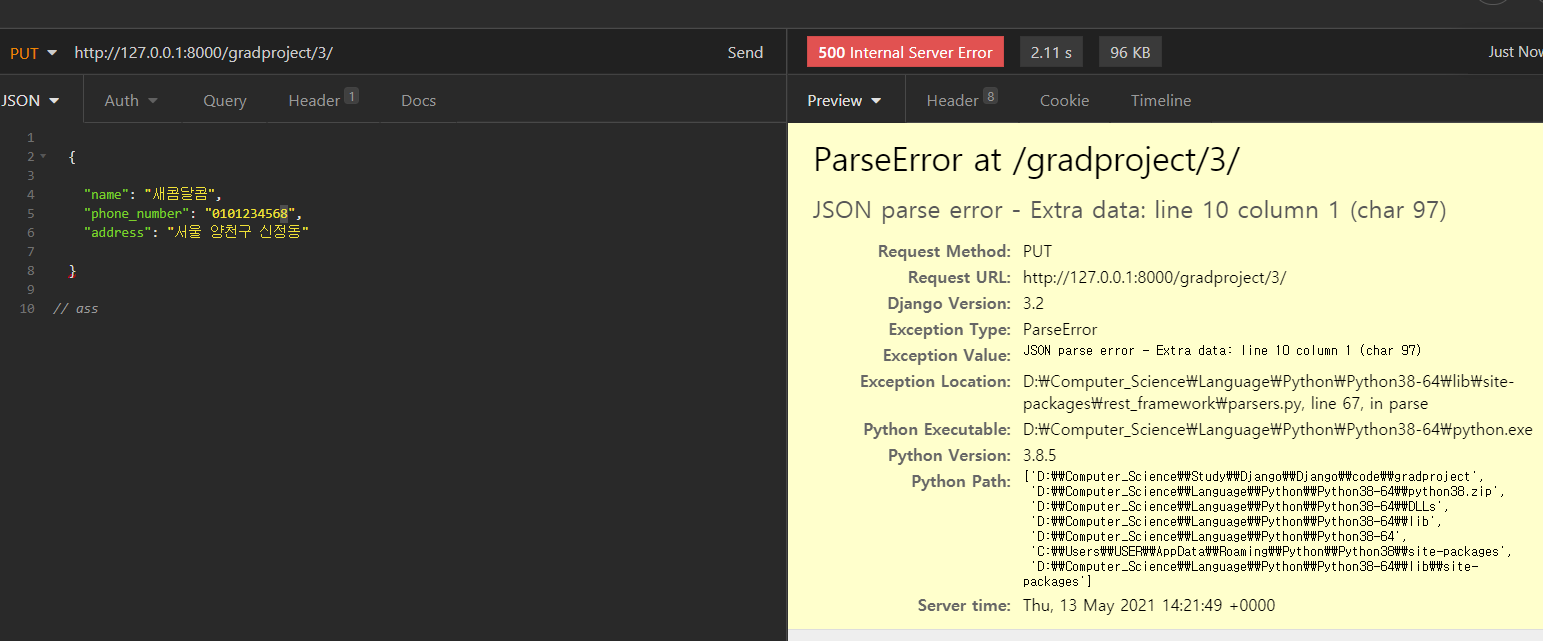 PUT http://127.0.0.1:8000/gradproject/3/ Send
500 Internal Server Error 2.11 s 96 KB Just Now
JSON Auth Query Header 1 Docs
Preview Header 8 Cookie Timeline
1
2 {
3
4 "name": "새콤달콤",
5 "phone_number": "0101234568",
6 "address": "서울 양천구 신정동"
7
8 }
9
10 // ass
ParseError at /gradproject/3/
JSON parse error - Extra data: line 10 column 1 (char 97)
Request Method: PUT
Request URL: http://127.0.0.1:8000/gradproject/3/
Django Version: 3.2
Exception Type: ParseError
Exception Value: JSON parse error - Extra data: line 10 column 1 (char 97)
Exception Location: D:₩Computer_Science₩Language₩Python₩Python38-64₩lib₩site-
packages₩rest_framework₩parsers.py, line 67, in parse
Python Executable: D:₩Computer_Science₩Language₩Python₩Python38-64₩python.exe
Python Version: 3.8.5
Python Path: ['D:₩₩Computer_Science₩₩Study₩₩Django₩₩Django₩₩code₩₩gradproject',
'D:₩₩Computer_Science₩₩Language₩₩Python₩₩Python38-64₩₩python38.zip',
'D:₩₩Computer_Science₩₩Language₩₩Python₩₩Python38-64₩₩DLLs',
'D:₩₩Computer_Science₩₩Language₩₩Python₩₩Python38-64₩₩lib',
'D:₩₩Computer_Science₩₩Language₩₩Python₩₩Python38-64',
'C:₩₩Users₩₩USER₩₩AppData₩₩Roaming₩₩Python₩₩Python38₩₩site-packages',
'D:₩₩Computer_Science₩₩Language₩₩Python₩₩Python38-64₩₩lib₩₩site-
packages']
Server time: Thu, 13 May 2021 14:21:49 +0000